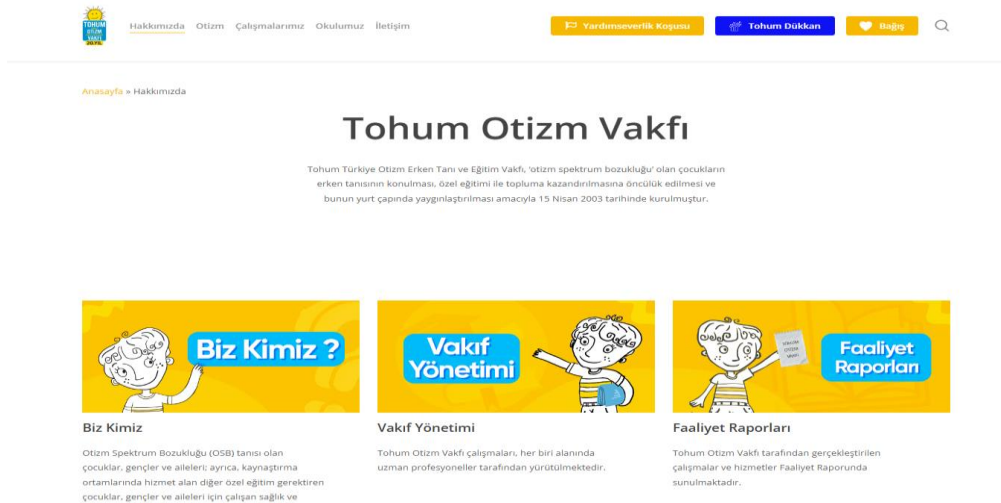 TOHUM
OTİZM
VAKFI
20.YIL
Hakkımızda Otizm Çalışmalarımız Okulumuz İletişim
Yardımseverlik Koşusu
Tohum Dükkan
Bağış
Anasayfa » Hakkımızda
Tohum Otizm Vakfı
Tohum Türkiye Otizm Erken Tanı ve Eğitim Vakfı, ‘otizm spektrum bozukluğu’ olan çocukların
erken tanısının konulması, özel eğitimi ile topluma kazandırılmasına öncülük edilmesi ve
bunun yurt çapında yaygınlaştırılması amacıyla 15 Nisan 2003 tarihinde kurulmuştur.
Biz Kimiz ?
Vakıf
Yönetimi
Faaliyet
Raporları
Biz Kimiz
Otizm Spektrum Bozukluğu (OSB) tanısı olan
çocuklar, gençler ve aileleri; ayrıca, kaynaştırma
ortamlarında hizmet alan diğer özel eğitim gerektiren
çocuklar, gençler ve aileleri için çalışan sağlık ve
Vakıf Yönetimi
Tohum Otizm Vakfı çalışmaları, her biri alanında
uzman profesyoneller tarafından yürütülmektedir.
Faaliyet Raporları
Tohum Otizm Vakfı tarafından gerçekleştirilen
çalışmalar ve hizmetler Faaliyet Raporunda
sunulmaktadır.